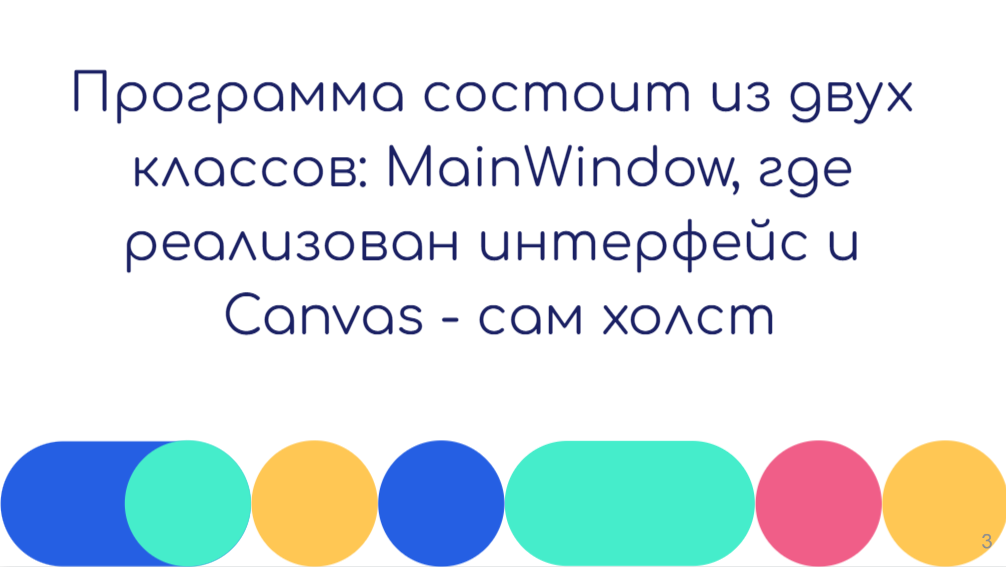 Программа состоит из двух
классов: MainWindow, где
реализован интерфейс и
Canvas - сам холст
3